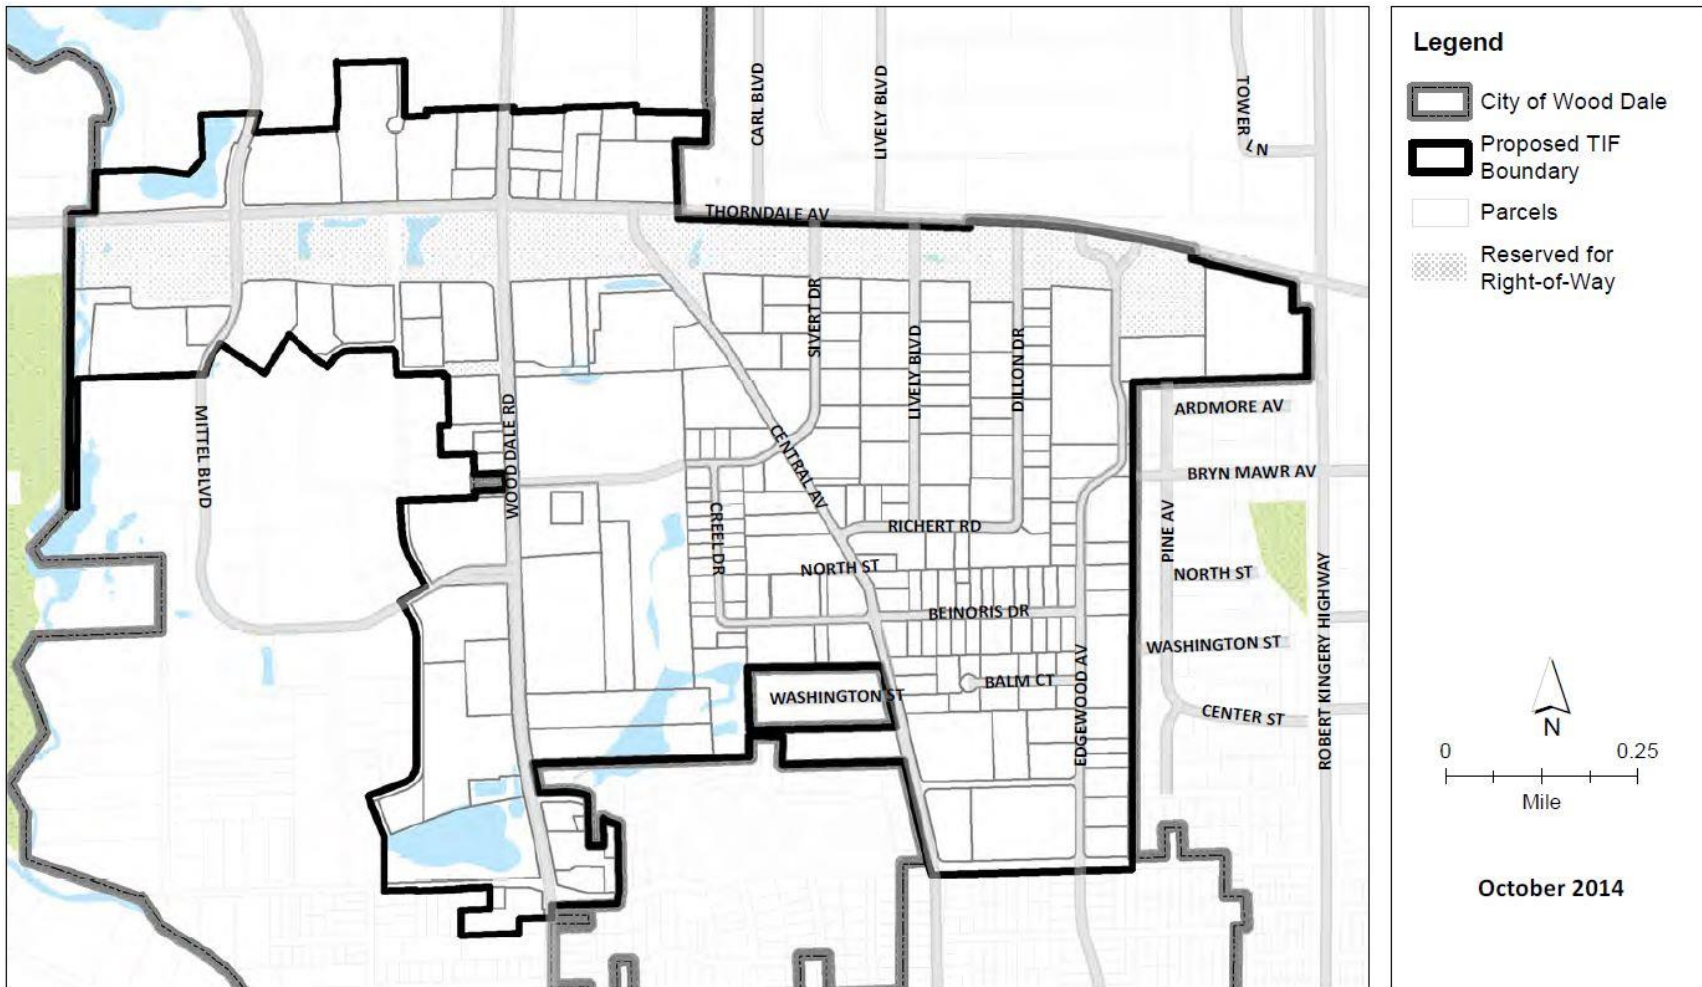 CARL BLVD
LIVELY BLVD
TOWER LN
THORNDALE AV
SIVERT DR
LIVELY BLVD
DILLON DR
MITTEL BLVD
WOOD DALE RD
CENTRAL AV
ARDMORE AV
BRYN MAWR AV
CREEL DR
RICHERT RD
PINE AV
NORTH ST
NORTH ST
BEINORIS DR
ROBERT KINGERY HIGHWAY
WASHINGTON ST
EDGEWOOD AV
BALM CT
WASHINGTON ST
CENTER ST
Legend
City of Wood Dale
Proposed TIF
Boundary
Parcels
Reserved for
Right-of-Way
N
0 0.25
Mile
October 2014